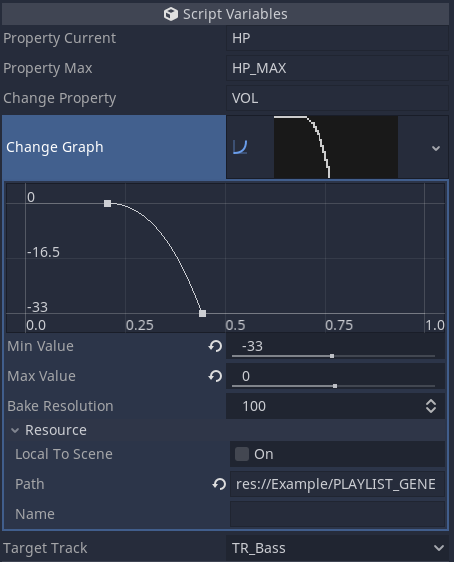 Script Variables
Property Current HP
Property Max HP_MAX
Change Property VOL
Change Graph
0
-16.5
-33
0.0 0.25 0.5 0.75 1.0
Min Value -33
Max Value 0
Bake Resolution 100
Resource
Local To Scene On
Path res://Example/PLAYLIST_GENE
Name
Target Track TR_Bass